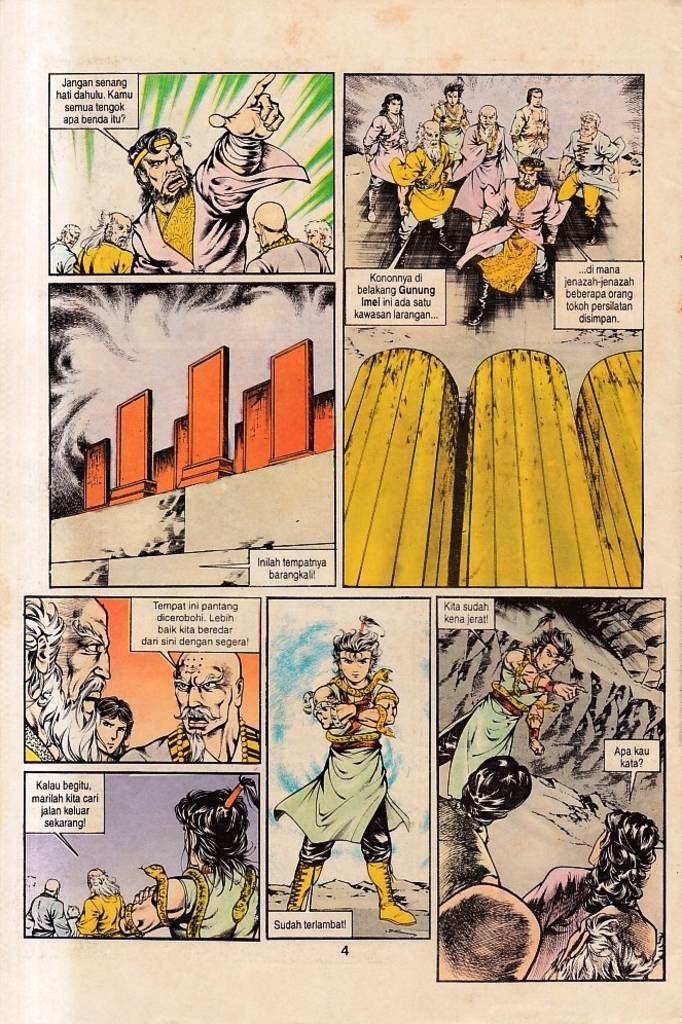 Jangan senang
hati dahulu. Kamu
semua tengok
apa benda itu?
Kononnya di
belakang Gunung
Imei ini ada satu
kawasan larangan...
...di mana
jenazah-jenazah
beberapa orang
tokoh persilatan
disimpan.
Inilah tempatnya
barangkali!
Tempat ini pantang
dicerobohi. Lebih
baik kita beredar
dari sini dengan segera!
Kalau begitu,
marilah kita cari
jalan keluar
sekarang!
Sudah terlambat!
Kita sudah
kena jerat!
Apa kau
kata?
4